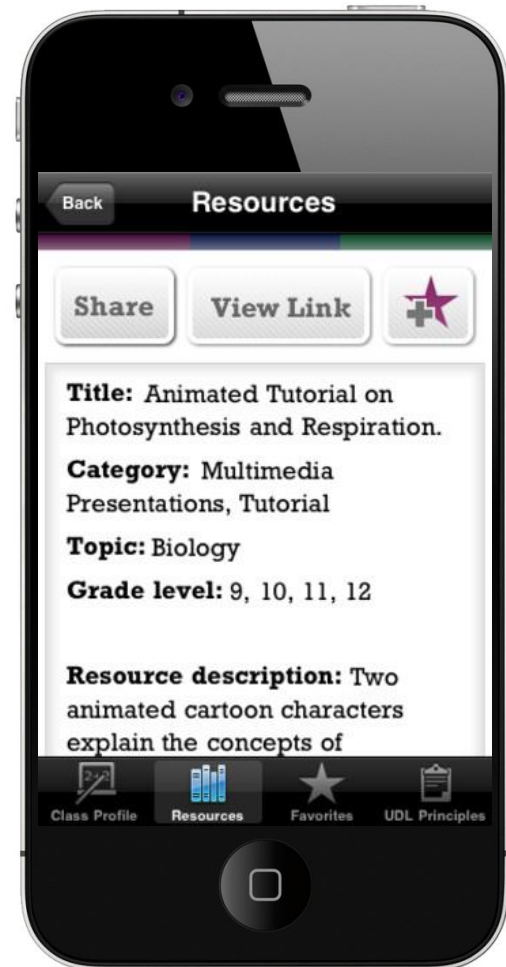 Back
Resources
Share
View Link
Title: Animated Tutorial on
Photosynthesis and Respiration.
Category: Multimedia
Presentations, Tutorial
Topic: Biology
Grade level: 9, 10, 11, 12
Resource description: Two
animated cartoon characters
explain the concepts of
2+2
Class Profile
Resources
Favorites
UDL Principles